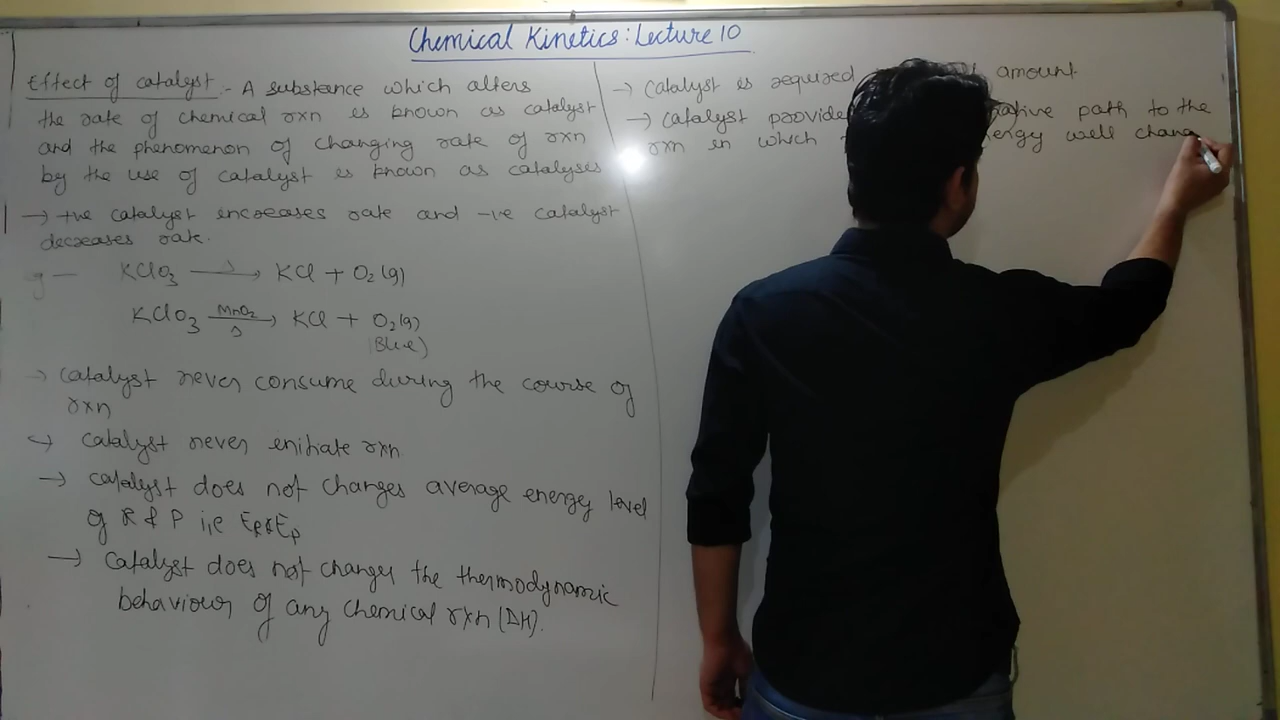 Chemical Kinetics: Lecture 10
Effect of catalyst :- A substance which alters
the rate of chemical rxn is known as catalyst
and the phenomenon of changing rate of rxn
by the use of catalyst is known as catalyses
→ +ve catalyst increases rate and -ve catalyst
decreases rate.
g — KClO3 —Δ→ KCl + O2(g)
KClO3 —MnO2/Δ→ KCl + O2(g)
→ catalyst never consume during the course of
rxn
→ catalyst never enitiate rxn
→ catalyst does not changes average energy level
of R & P i,e ER&EP
→ catalyst does not changes the thermodynamic
behaviour of any chemical rxn (ΔH).
→ catalyst is required amount
→ catalyst provide path to the
rxn in which well chang